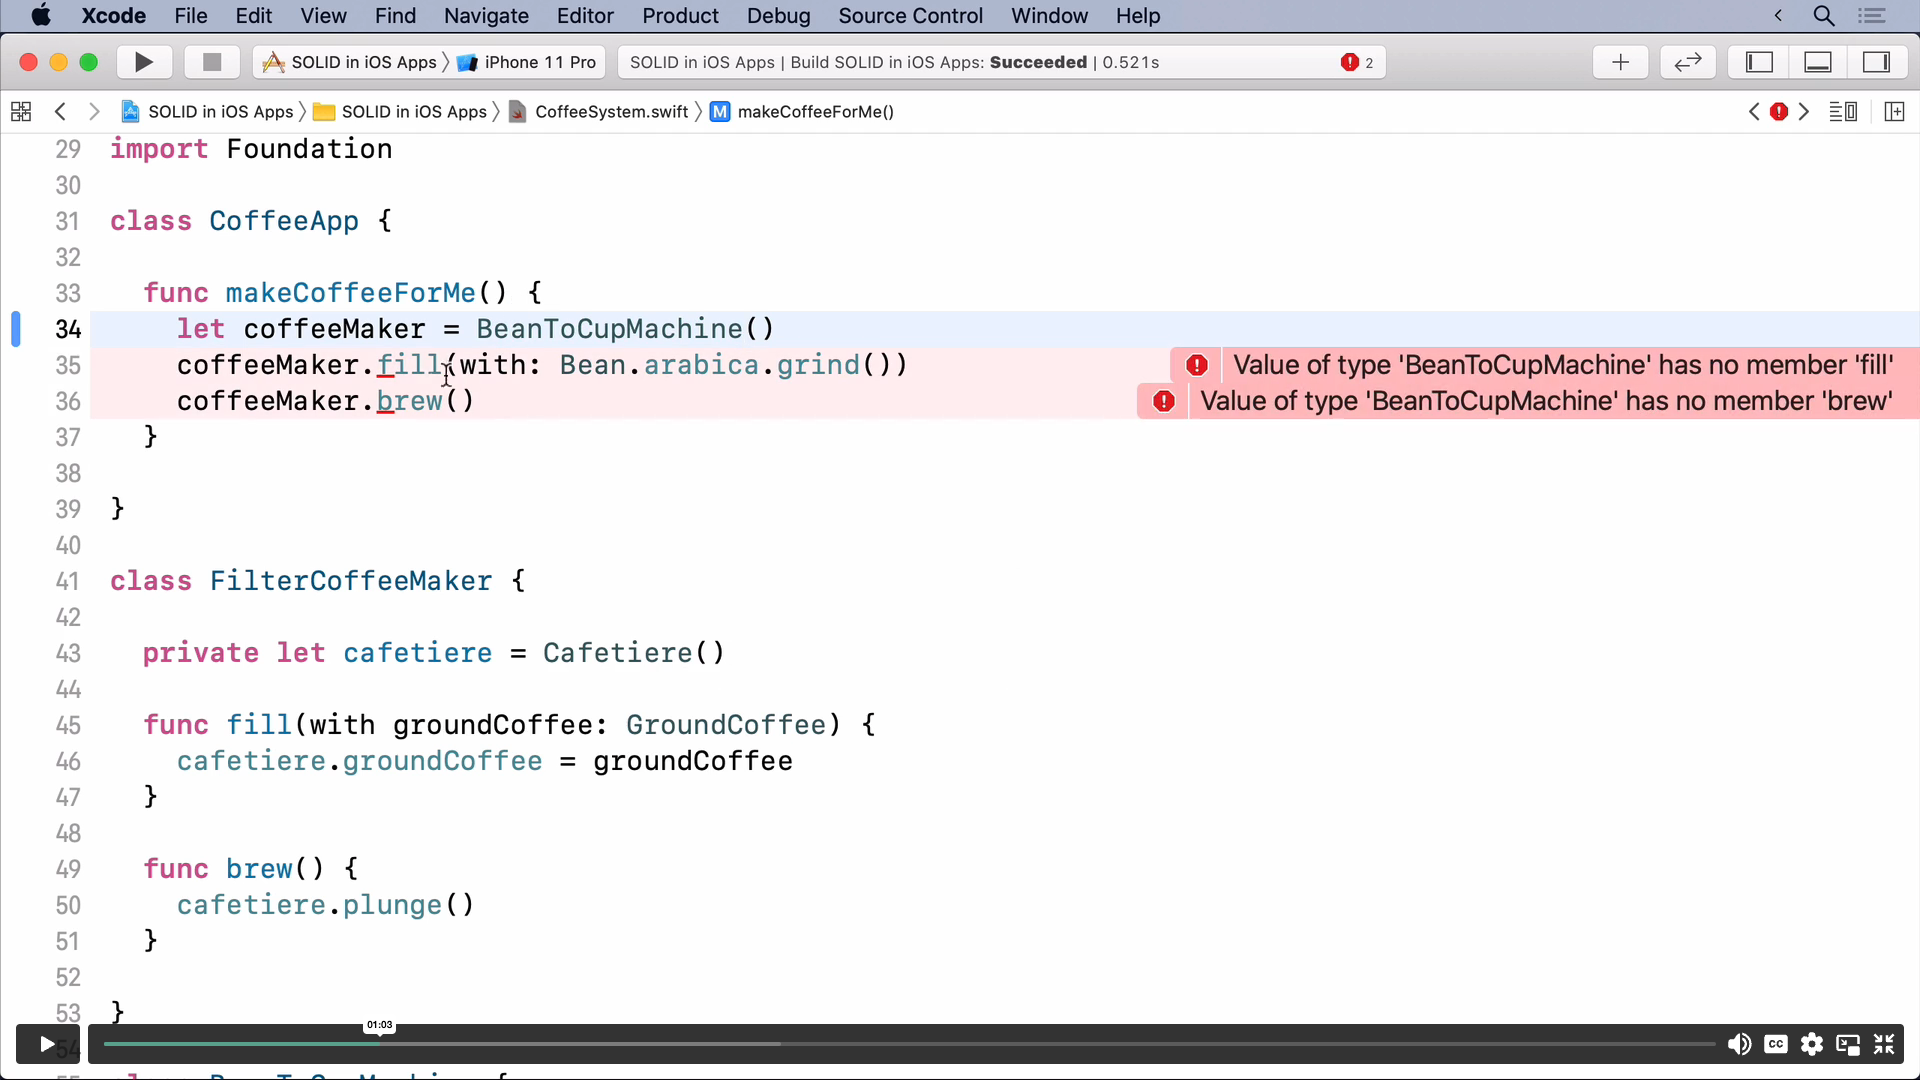 Xcode File Edit View Find Navigate Editor Product Debug Source Control Window Help
SOLID in iOS Apps iPhone 11 Pro SOLID in iOS Apps | Build SOLID in iOS Apps: Succeeded | 0.521s 2
SOLID in iOS Apps SOLID in iOS Apps CoffeeSystem.swift M makeCoffeeForMe()
29 import Foundation
30
31 class CoffeeApp {
32
33 func makeCoffeeForMe() {
34 let coffeeMaker = BeanToCupMachine()
35 coffeeMaker.fill(with: Bean.arabica.grind()) Value of type 'BeanToCupMachine' has no member 'fill'
36 coffeeMaker.brew() Value of type 'BeanToCupMachine' has no member 'brew'
37 }
38
39 }
40
41 class FilterCoffeeMaker {
42
43 private let cafetiere = Cafetiere()
44
45 func fill(with groundCoffee: GroundCoffee) {
46 cafetiere.groundCoffee = groundCoffee
47 }
48
49 func brew() {
50 cafetiere.plunge()
51 }
52
53 }
01:03
54
CC